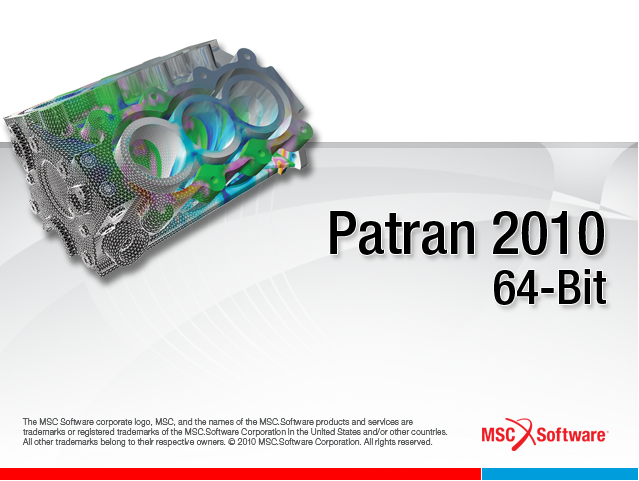 Patran 2010
64-Bit
The MSC Software corporate logo, MSC, and the names of the MSC.Software products and services are
trademarks or registered trademarks of the MSC.Software Corporation in the United States and/or other countries.
All other trademarks belong to their respective owners. © 2010 MSC.Software Corporation. All rights reserved.
MSC Software